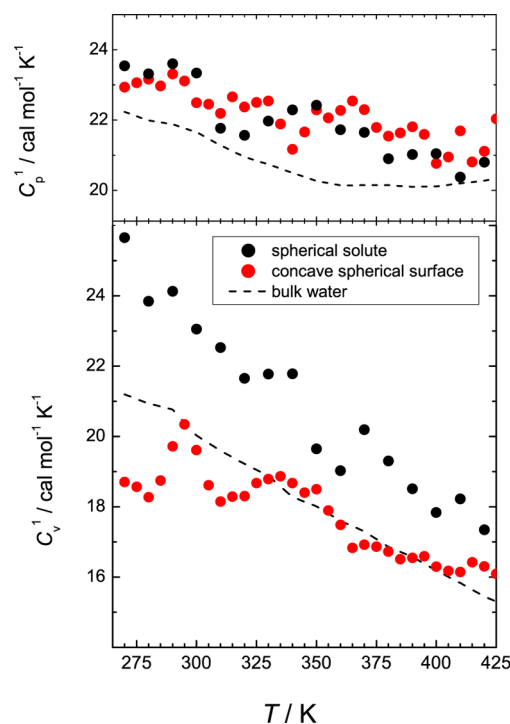 24
22
20
C_p^1 / cal mol^-1 K^-1
spherical solute
concave spherical surface
bulk water
24
22
20
18
16
C_v^1 / cal mol^-1 K^-1
275 300 325 350 375 400 425
T / K